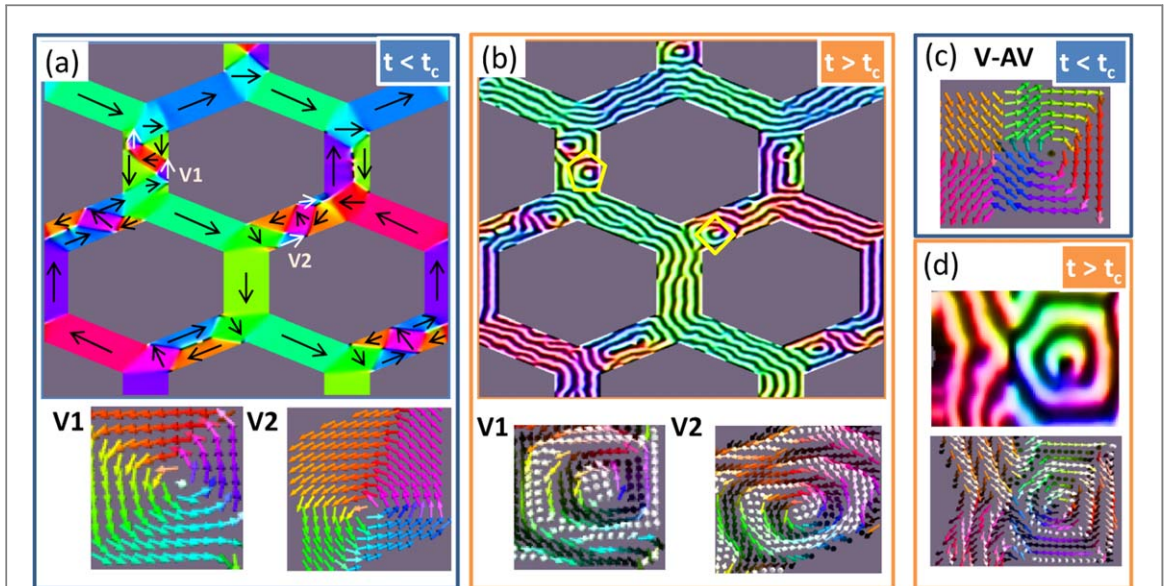 (a)
t < tc
V1
V2
V1
V2
(b)
t > tc
V1
V2
(c) V-AV
t < tc
(d)
t > tc